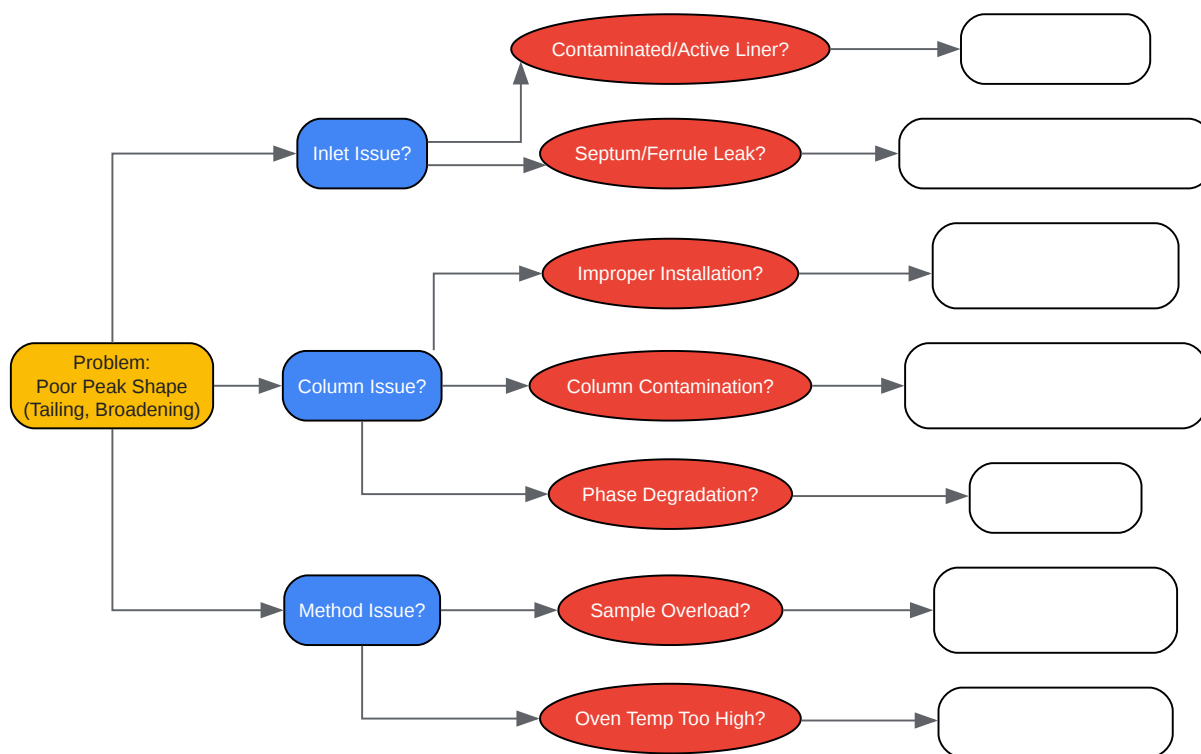 Contaminated/Active Liner?
Inlet Issue?
Septum/Ferrule Leak?
Improper Installation?
Problem:
Poor Peak Shape
(Tailing, Broadening)
Column Issue?
Column Contamination?
Phase Degradation?
Method Issue?
Sample Overload?
Oven Temp Too High?